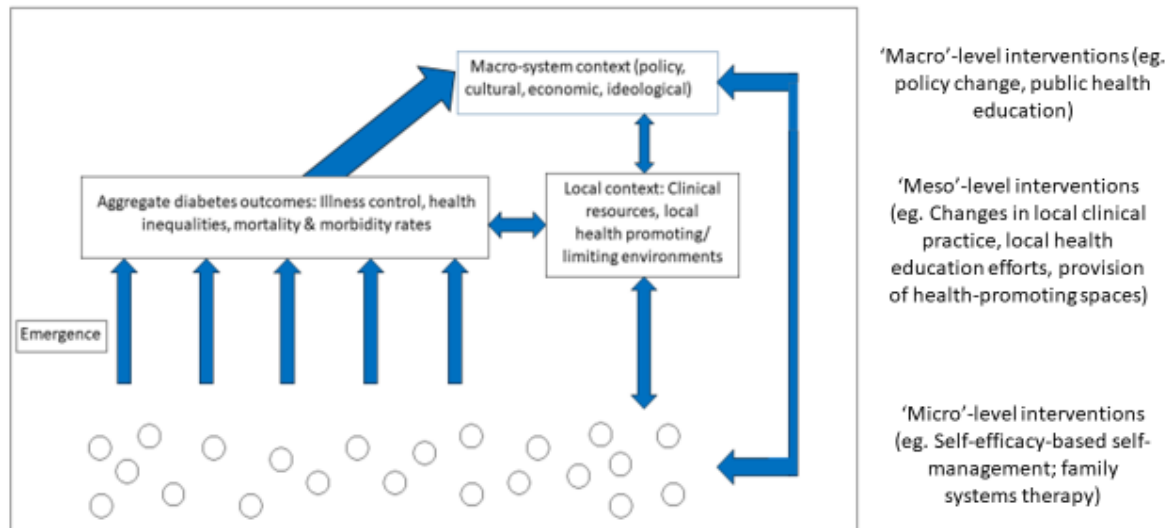 Macro-system context (policy,
cultural, economic, ideological)
Aggregate diabetes outcomes: Illness control, health
inequalities, mortality & morbidity rates
Local context: Clinical
resources, local
health promoting/
limiting environments
Emergence
‘Macro’-level interventions (eg.
policy change, public health
education)
‘Meso’-level interventions
(eg. Changes in local clinical
practice, local health
education efforts, provision
of health-promoting spaces)
‘Micro’-level interventions
(eg. Self-efficacy-based self-
management; family
systems therapy)